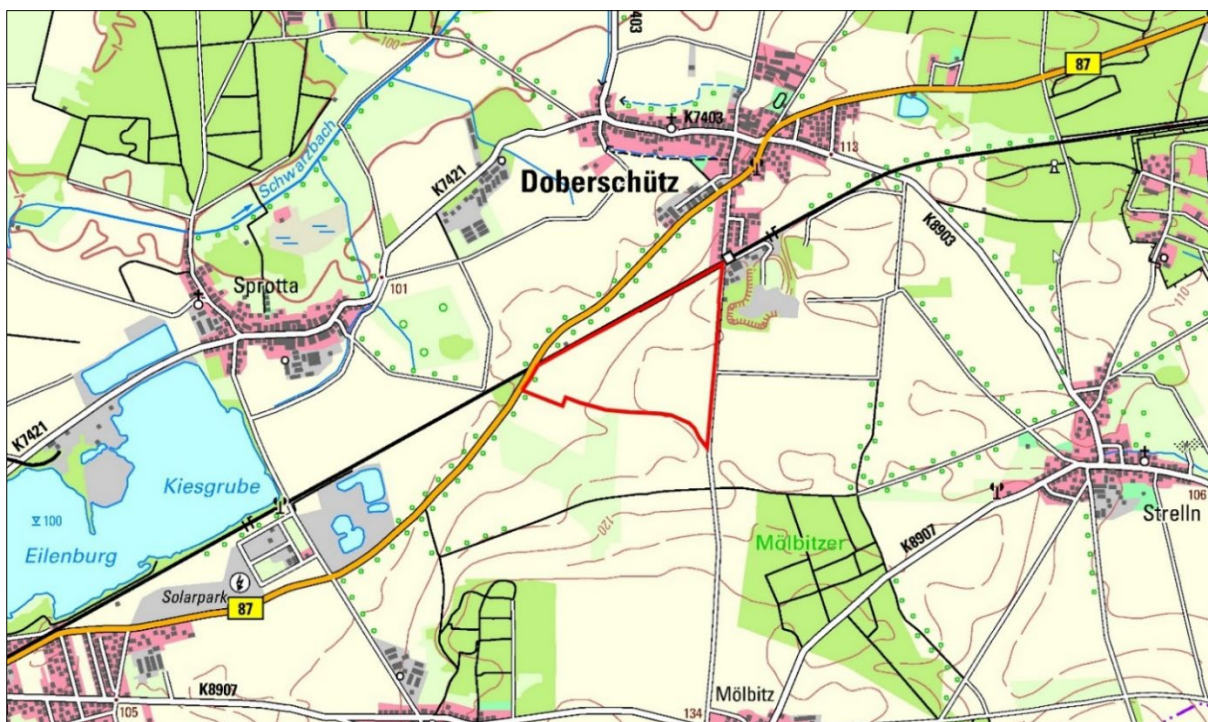 403
100
87
Schwarzbach
K7403
113
K7421
Doberschütz
K8903
Sprotta
101
110
K7421
Kiesgrube
100
Eilenburg
120
Mölbitzer
106
Strelln
K8907
Solarpark
87
K8907
Mölbitz
105
134